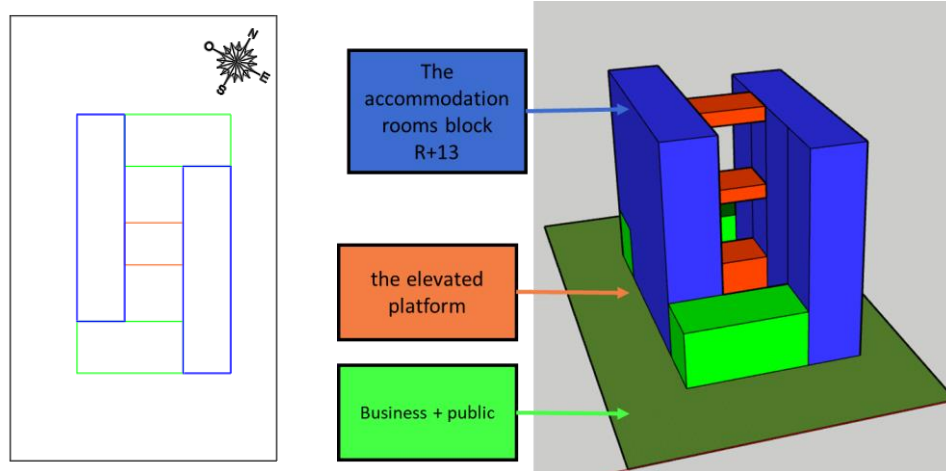 N
O
E
S
The
accommodation
rooms block
R+13
the elevated
platform
Business + public